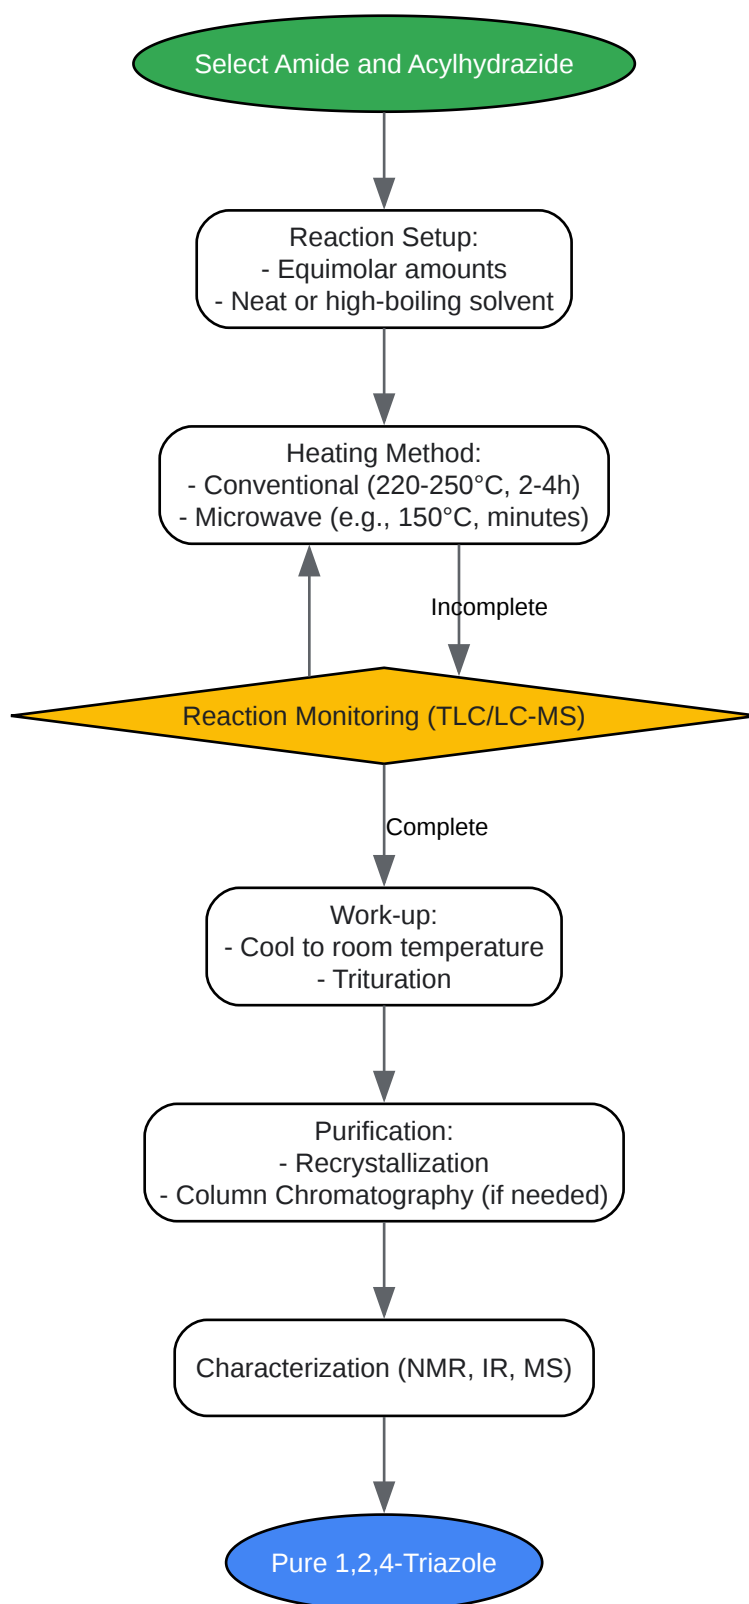 Select Amide and Acylhydrazide
Reaction Setup:
- Equimolar amounts
- Neat or high-boiling solvent
Heating Method:
- Conventional (220-250°C, 2-4h)
- Microwave (e.g., 150°C, minutes)
Incomplete
Reaction Monitoring (TLC/LC-MS)
Complete
Work-up:
- Cool to room temperature
- Trituration
Purification:
- Recrystallization
- Column Chromatography (if needed)
Characterization (NMR, IR, MS)
Pure 1,2,4-Triazole